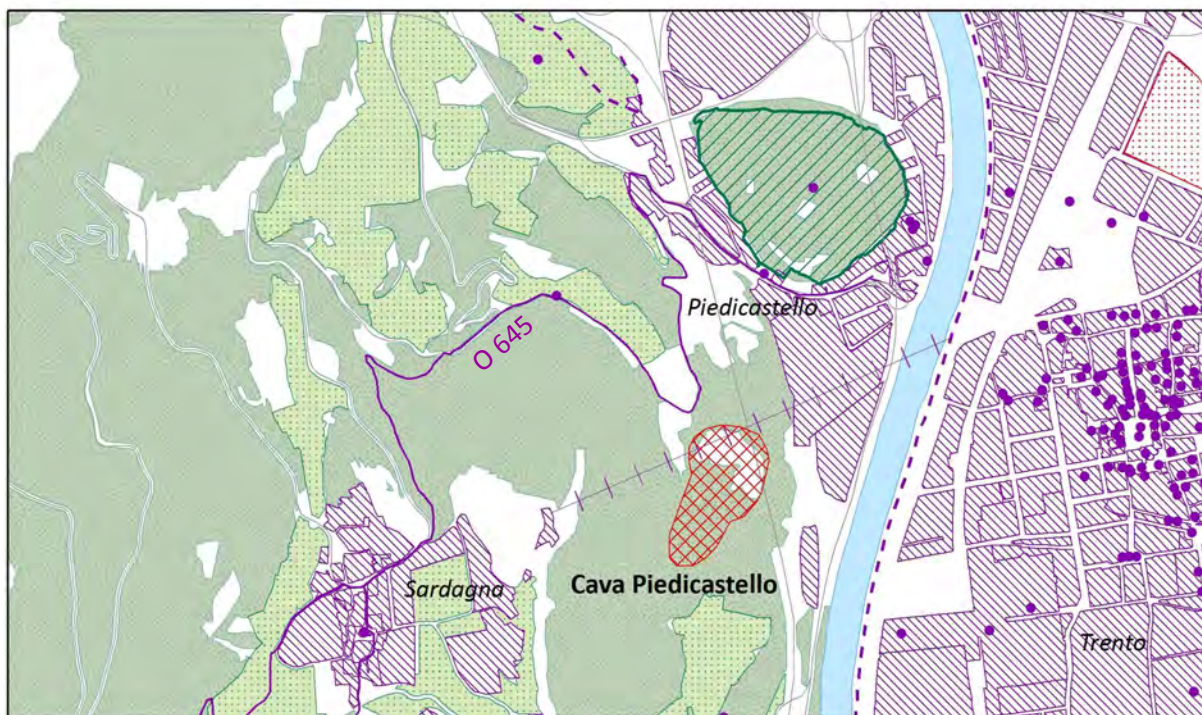 Piedicastello
O 645
Cava Piedicastello
Sardagna
Trento